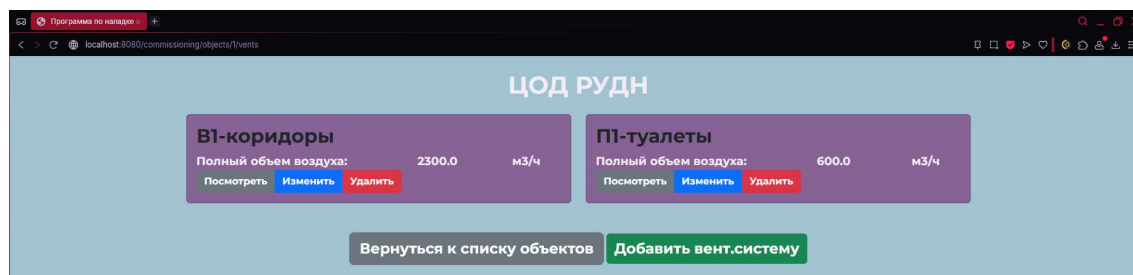 Программа по наладке
localhost:8080/commissioning/objects/1/vents
ЦОД РУДН
В1-коридоры
Полный объем воздуха: 2300.0 м3/ч
Посмотреть Изменить Удалить
П1-туалеты
Полный объем воздуха: 600.0 м3/ч
Посмотреть Изменить Удалить
Вернуться к списку объектов Добавить вент.систему